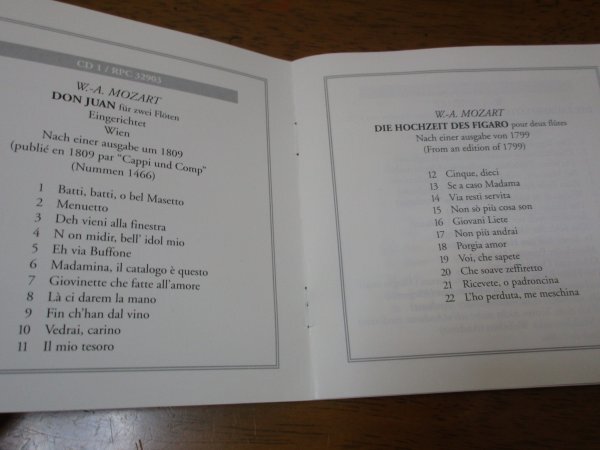 CD 1 / RPC 32903
W.-A. MOZART
DON JUAN für zwei Flöten
Eingerichtet
Wien
Nach einer ausgabe um 1809
(publié en 1809 par "Cappi und Comp"
(Nummen 1466)
1 Batti, batti, o bel Masetto
2 Menuetto
3 Deh vieni alla finestra
4 N on midir, bell' idol mio
5 Eh via Buffone
6 Madamina, il catalogo è questo
7 Giovinette che fatte all'amore
8 Là ci darem la mano
9 Fin ch'han dal vino
10 Vedrai, carino
11 Il mio tesoro
W.-A. MOZART
DIE HOCHZEIT DES FIGARO pour deux flûtes
Nach einer ausgabe von 1799
(From an edition of 1799)
12 Cinque, dieci
13 Se a caso Madama
14 Via resti servita
15 Non sò più cosa son
16 Giovani Liete
17 Non più andrai
18 Porgia amor
19 Voi, che sapete
20 Che soave zeffiretto
21 Ricevete, o padroncina
22 L'ho perduta, me meschina